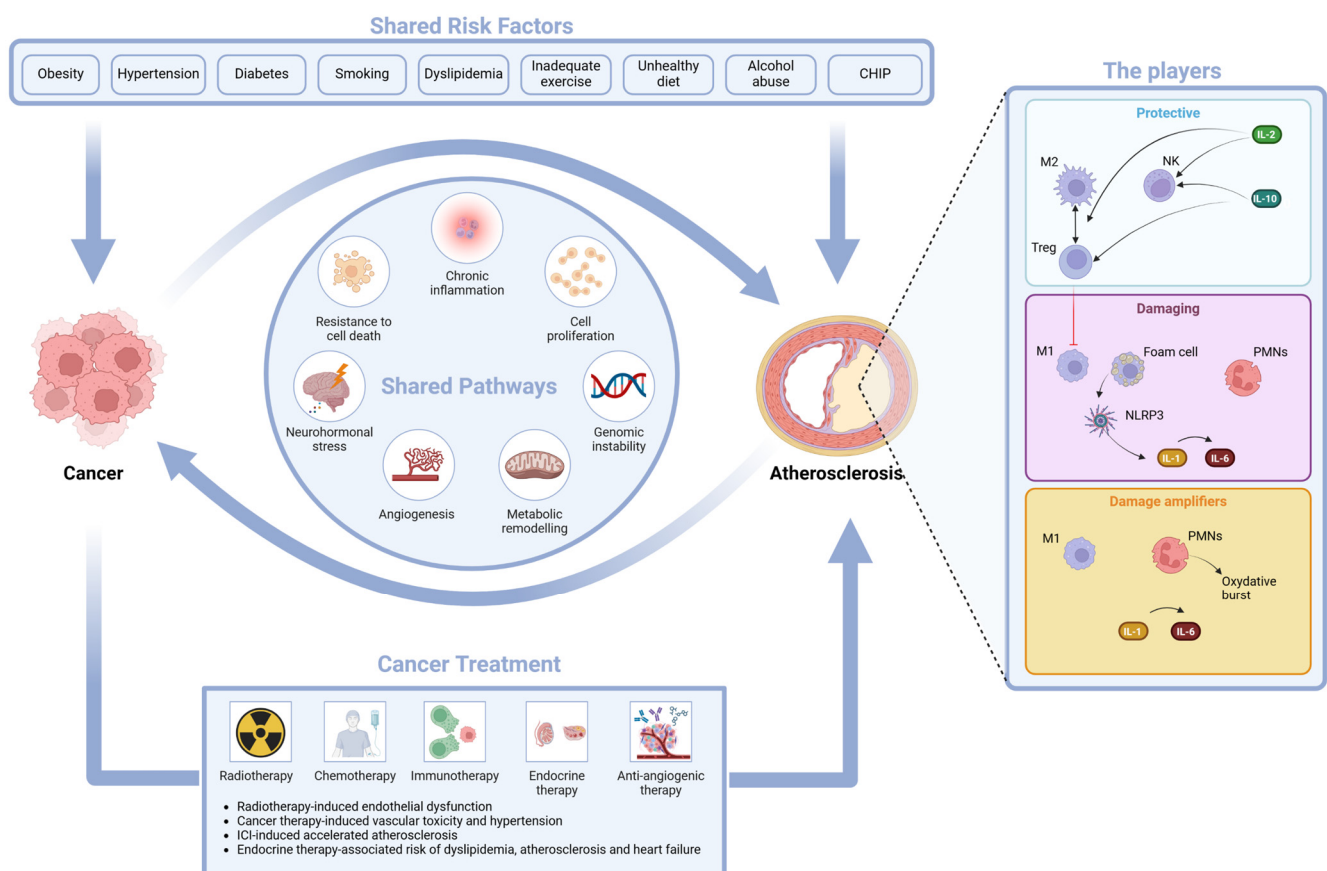 Shared Risk Factors
Obesity
Hypertension
Diabetes
Smoking
Dyslipidemia
Inadequate
exercise
Unhealthy
diet
Alcohol
abuse
CHIP
Chronic
inflammation
Resistance to
cell death
Cell
proliferation
Shared Pathways
Neurohormonal
stress
Genomic
instability
Angiogenesis
Metabolic
remodelling
Cancer
Atherosclerosis
Cancer Treatment
Radiotherapy
Chemotherapy
Immunotherapy
Endocrine
therapy
Anti-angiogenic
therapy
• Radiotherapy-induced endothelial dysfunction
• Cancer therapy-induced vascular toxicity and hypertension
• ICI-induced accelerated atherosclerosis
• Endocrine therapy-associated risk of dyslipidemia, atherosclerosis and heart failure
The players
Protective
IL-2
M2
NK
IL-10
Treg
Damaging
M1
Foam cell
PMNs
NLRP3
IL-1
IL-6
Damage amplifiers
M1
PMNs
Oxydative
burst
IL-1
IL-6